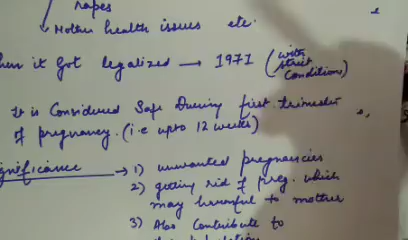 rapes
↓ Mother health issues etc.
when it Got legalized → 1971 (with
strict
Conditions)
It is Considered Safe During first trimester
of pregnancy. (i.e upto 12 weeks)
gnificance → 1) unwanted pregnancies
2) getting rid of preg. which
may harmful to mother
3) Also Contribute to